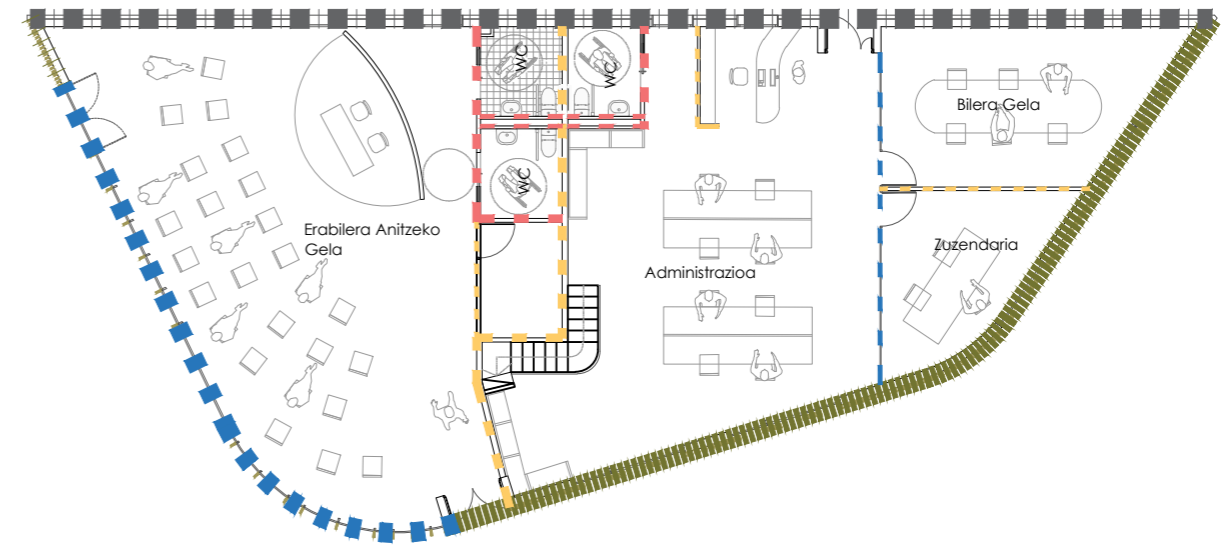 WC
WC
Bilera Gela
WC
Erabilera Anitzeko
Gela
Zuzendaria
Administrazioa